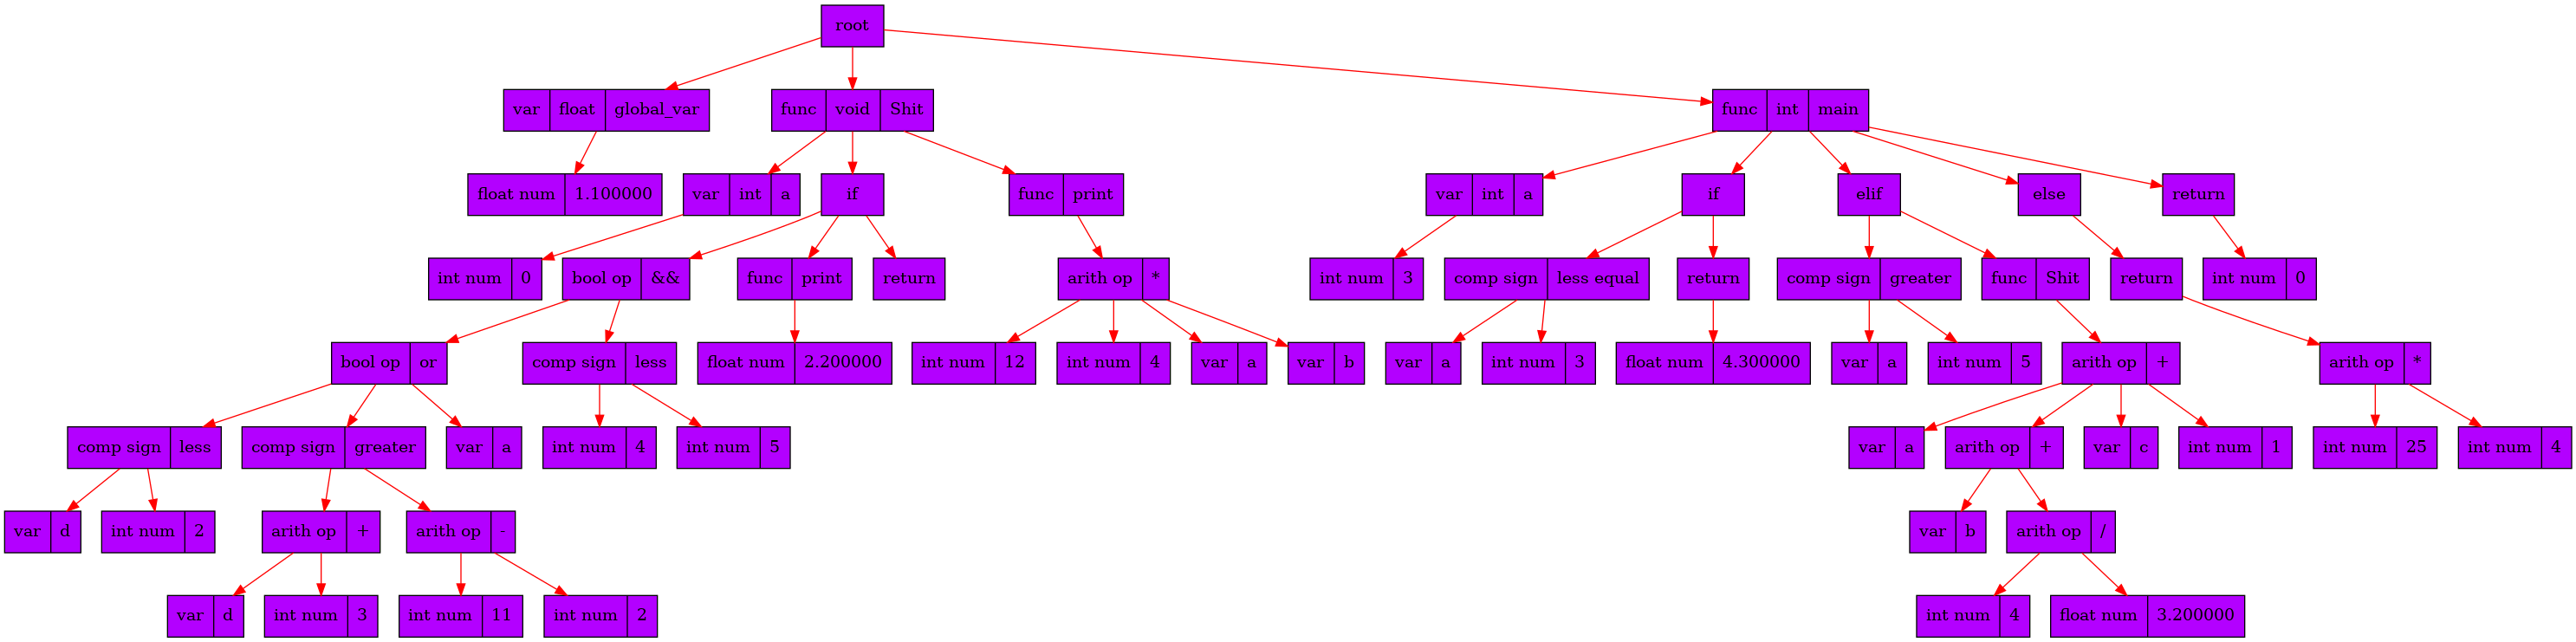 root
var float global_var func void Shit func int main
float num 1.100000 var int a if func print var int a if elif else return
int num 0 bool op && func print return arith op * int num 3 comp sign less equal return comp sign greater func Shit return int num 0
bool op or comp sign less float num 2.200000 int num 12 int num 4 var a var b var a int num 3 float num 4.300000 var a int num 5 arith op + arith op *
comp sign less comp sign greater var a int num 4 int num 5 var a arith op + var c int num 1 int num 25 int num 4
var d int num 2 arith op + arith op - var b arith op /
var d int num 3 int num 11 int num 2 int num 4 float num 3.200000